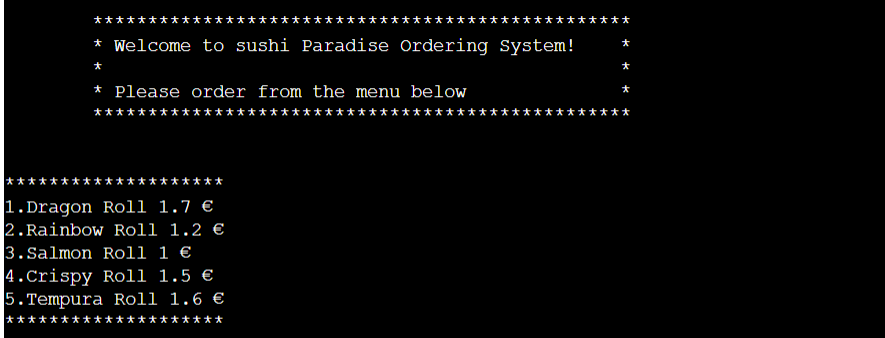 *************************************************
* Welcome to sushi Paradise Ordering System! *
* *
* Please order from the menu below *
*************************************************
********************
1.Dragon Roll 1.7 €
2.Rainbow Roll 1.2 €
3.Salmon Roll 1 €
4.Crispy Roll 1.5 €
5.Tempura Roll 1.6 €
********************